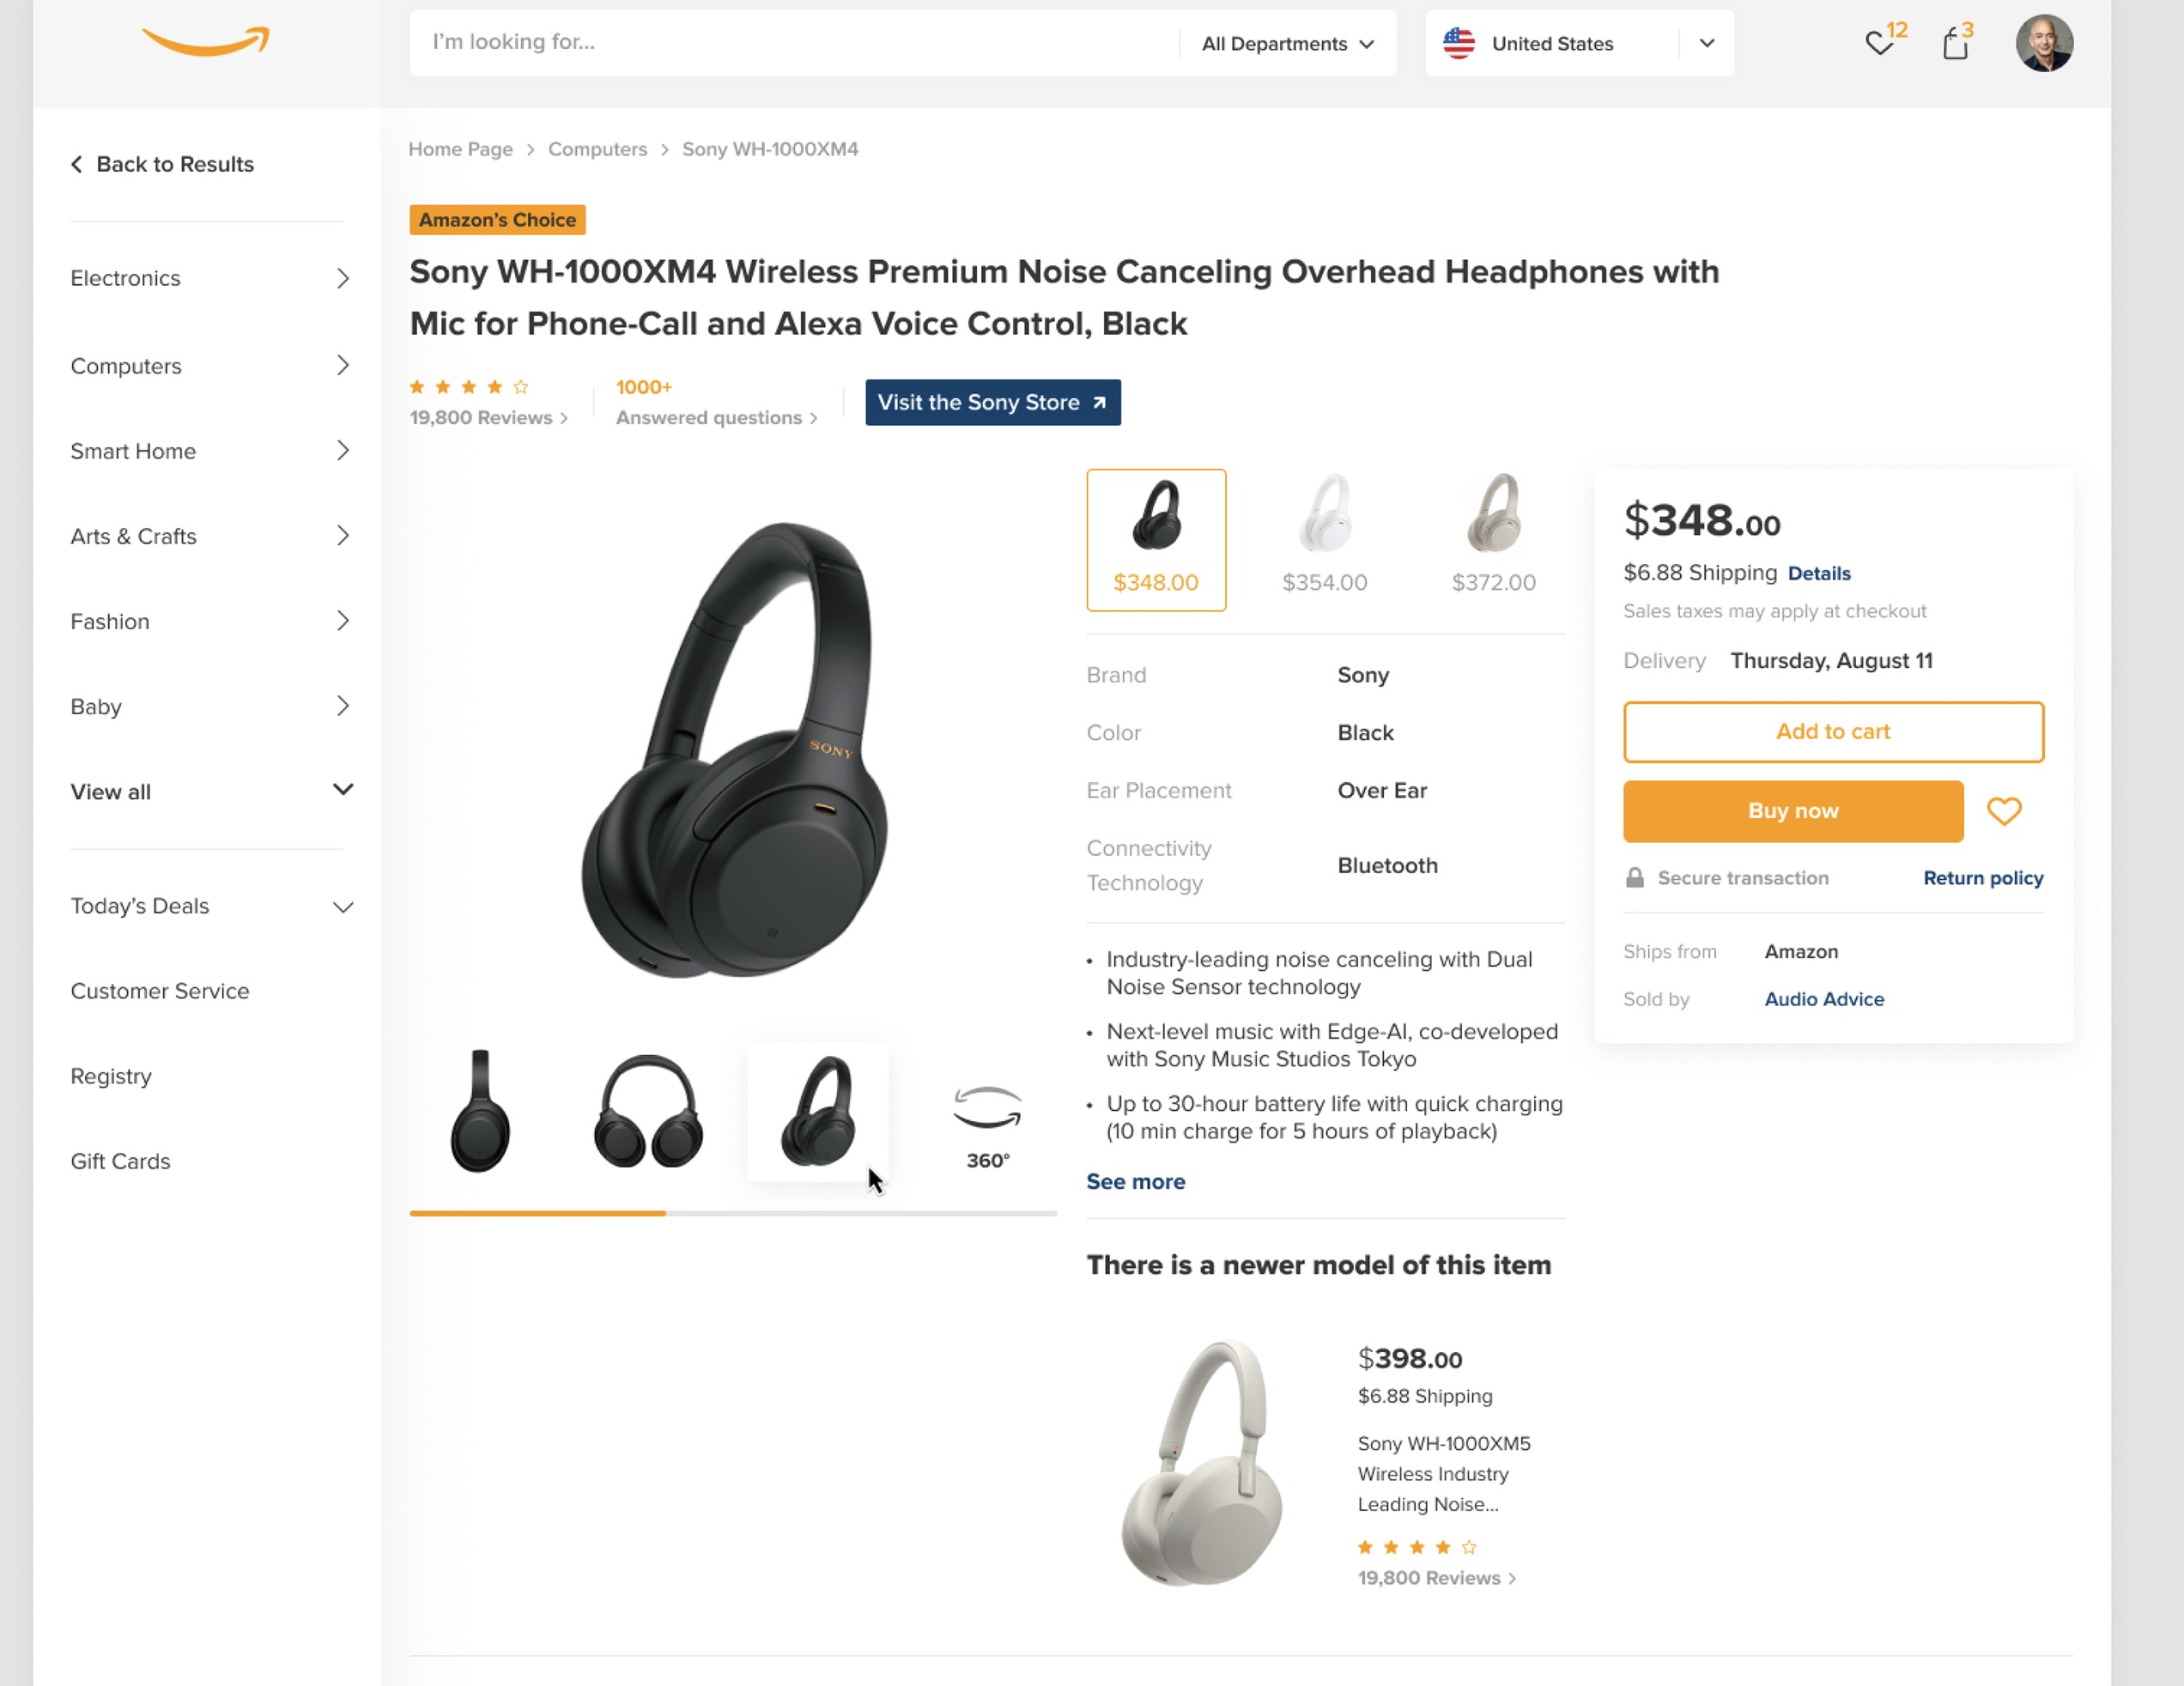 I'm looking for...
All Departments
United States
12
3
Back to Results
Electronics
Computers
Smart Home
Arts & Crafts
Fashion
Baby
View all
Today's Deals
Customer Service
Registry
Gift Cards
Home Page > Computers > Sony WH-1000XM4
Amazon's Choice
Sony WH-1000XM4 Wireless Premium Noise Canceling Overhead Headphones with
Mic for Phone-Call and Alexa Voice Control, Black
19,800 Reviews >
1000+
Answered questions >
Visit the Sony Store
SONY
360°
$348.00
$354.00
$372.00
Brand Sony
Color Black
Ear Placement Over Ear
Connectivity
Technology
Bluetooth
• Industry-leading noise canceling with Dual
Noise Sensor technology
• Next-level music with Edge-AI, co-developed
with Sony Music Studios Tokyo
• Up to 30-hour battery life with quick charging
(10 min charge for 5 hours of playback)
See more
There is a newer model of this item
$398.00
$6.88 Shipping
Sony WH-1000XM5
Wireless Industry
Leading Noise...
19,800 Reviews >
$348.00
$6.88 Shipping Details
Sales taxes may apply at checkout
Delivery Thursday, August 11
Add to cart
Buy now
Secure transaction
Return policy
Ships from Amazon
Sold by Audio Advice